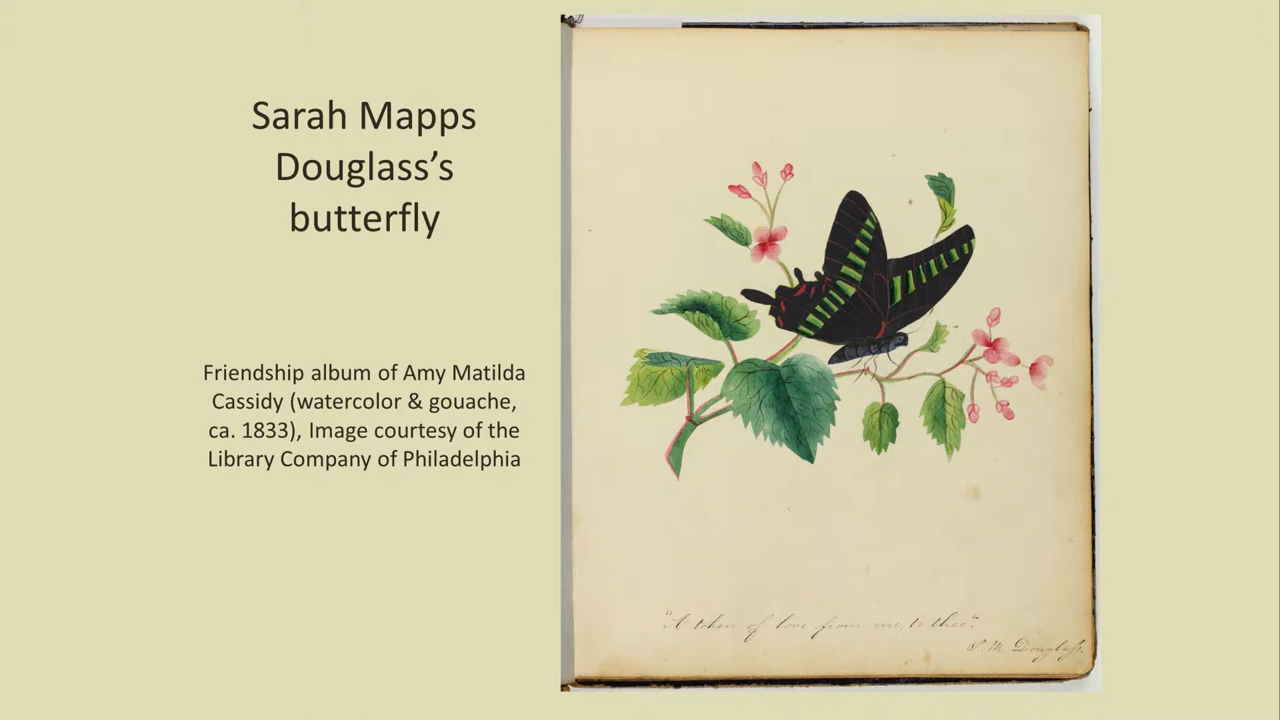 Sarah Mapps
Douglass’s
butterfly
Friendship album of Amy Matilda
Cassidy (watercolor & gouache,
ca. 1833), Image courtesy of the
Library Company of Philadelphia
"A token of love from me, to thee."
S. M. Douglass.